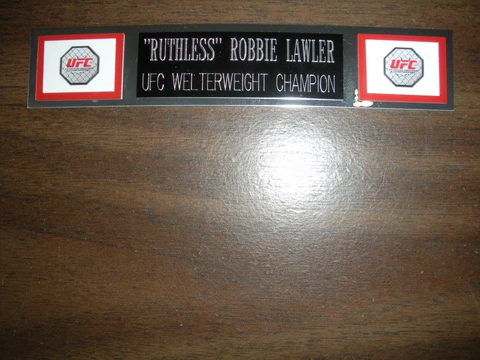 "RUTHLESS" ROBBIE LAWLER
UFC WELTERWEIGHT CHAMPION
UFC
UFC